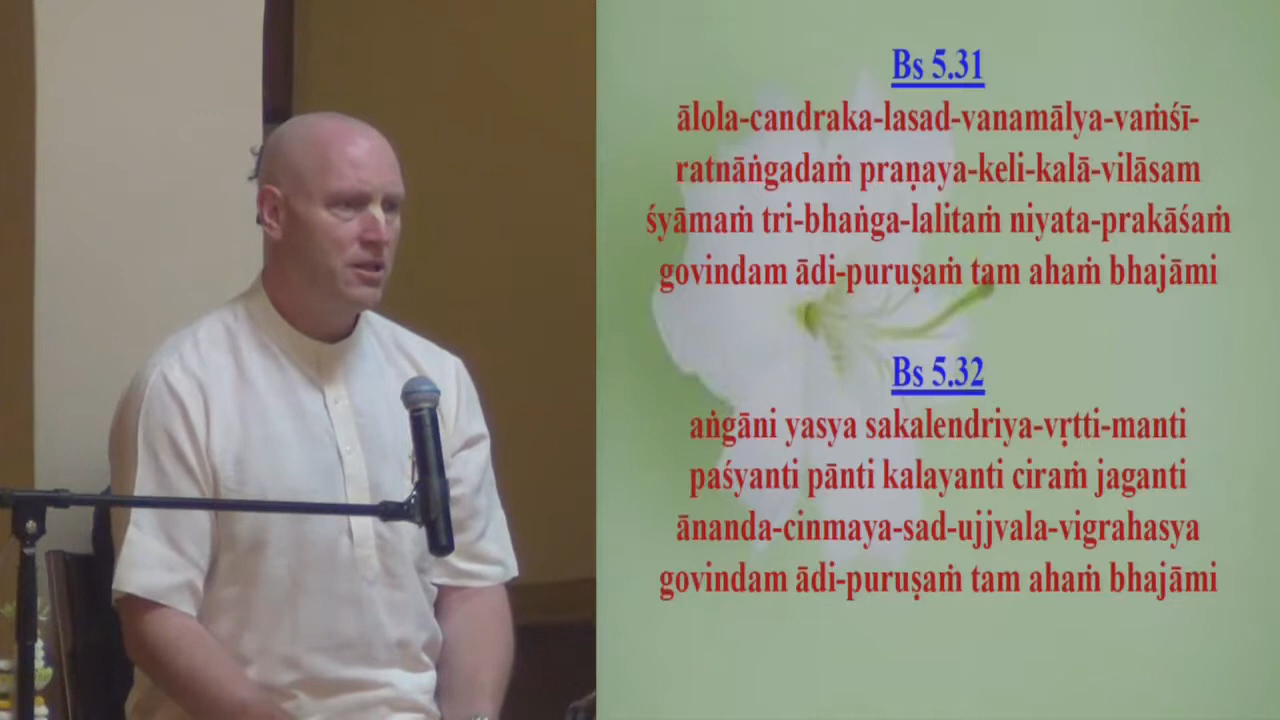 Bs 5.31
ālola-candraka-lasad-vanamālya-vaṁśī-
ratnāṅgadaṁ praṇaya-keli-kalā-vilāsam
śyāmaṁ tri-bhaṅga-lalitaṁ niyata-prakāśaṁ
govindam ādi-puruṣaṁ tam ahaṁ bhajāmi
Bs 5.32
aṅgāni yasya sakalendriya-vṛtti-manti
paśyanti pānti kalayanti ciraṁ jaganti
ānanda-cinmaya-sad-ujjvala-vigrahasya
govindam ādi-puruṣaṁ tam ahaṁ bhajāmi